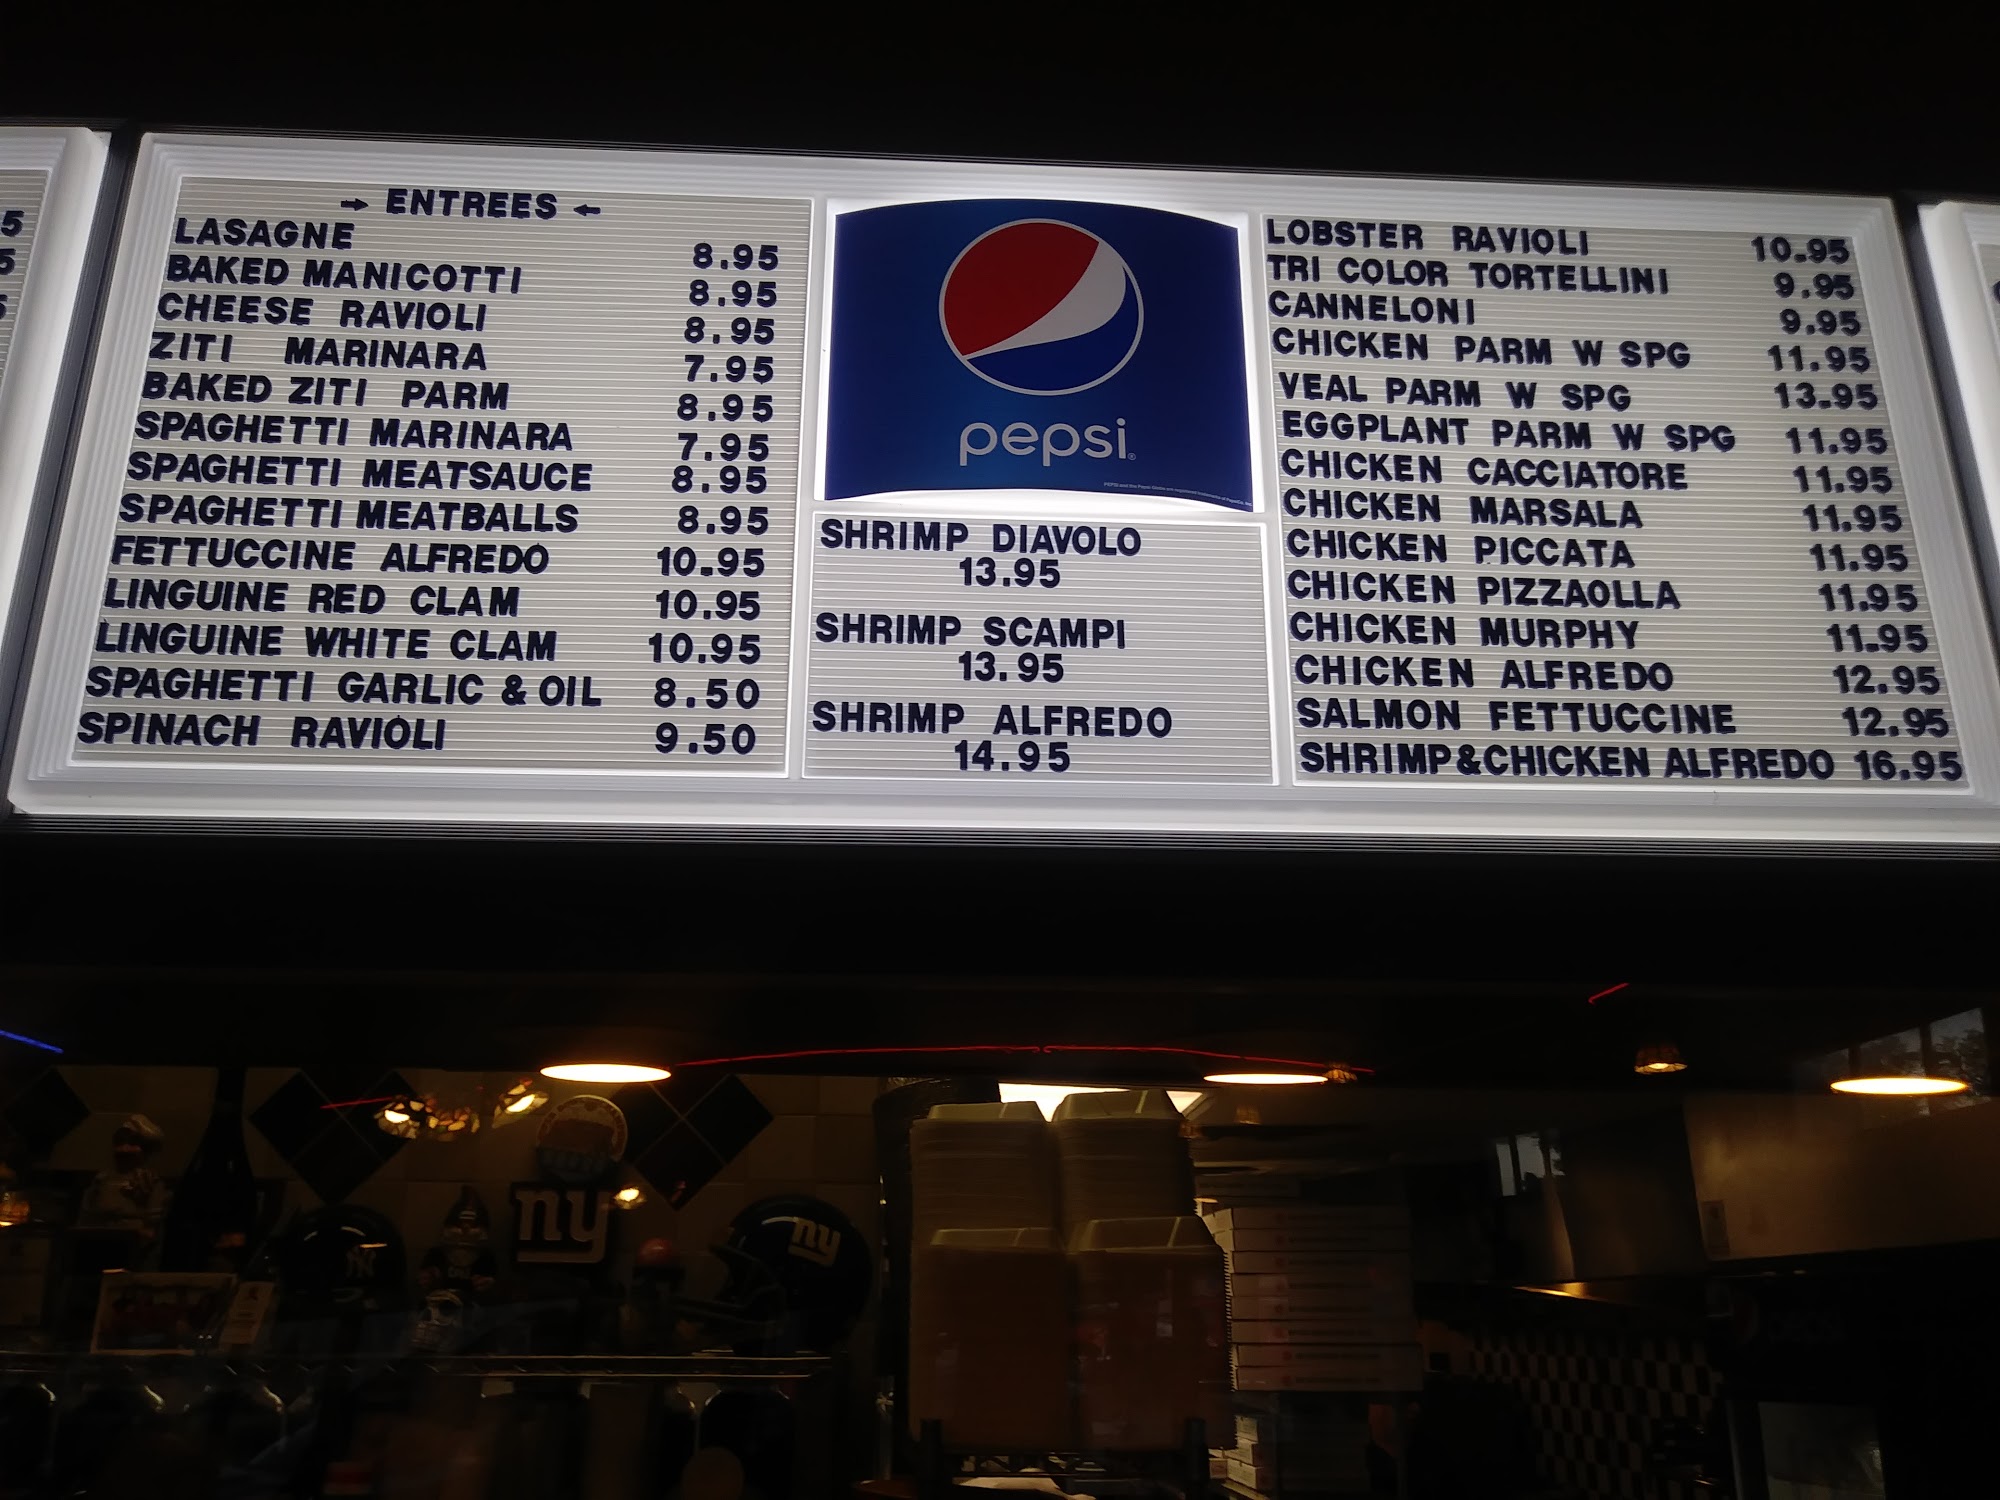 → ENTREES ←
LASAGNE 8.95
BAKED MANICOTTI 8.95
CHEESE RAVIOLI 8.95
ZITI MARINARA 7.95
BAKED ZITI PARM 8.95
SPAGHETTI MARINARA 7.95
SPAGHETTI MEATSAUCE 8.95
SPAGHETTI MEATBALLS 8.95
FETTUCCINE ALFREDO 10.95
LINGUINE RED CLAM 10.95
LINGUINE WHITE CLAM 10.95
SPAGHETTI GARLIC & OIL 8.50
SPINACH RAVIOLI 9.50
pepsi
SHRIMP DIAVOLO
13.95
SHRIMP SCAMPI
13.95
SHRIMP ALFREDO
14.95
LOBSTER RAVIOLI 10.95
TRI COLOR TORTELLINI 9.95
CANNELONI 9.95
CHICKEN PARM W SPG 11.95
VEAL PARM W SPG 13.95
EGGPLANT PARM W SPG 11.95
CHICKEN CACCIATORE 11.95
CHICKEN MARSALA 11.95
CHICKEN PICCATA 11.95
CHICKEN PIZZAOLLA 11.95
CHICKEN MURPHY 11.95
CHICKEN ALFREDO 12.95
SALMON FETTUCCINE 12.95
SHRIMP&CHICKEN ALFREDO 16.95
5
5
ny
ny
NY